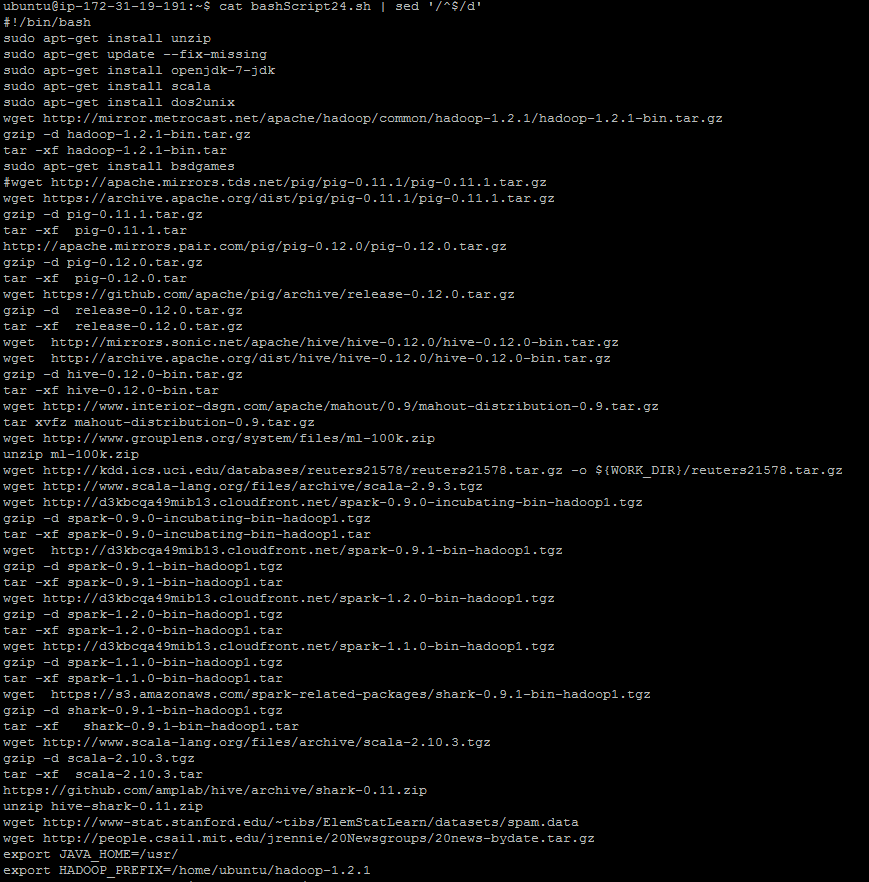 ubuntu@ip-172-31-19-191:~$ cat bashScript24.sh | sed '/^$/d'
#!/bin/bash
sudo apt-get install unzip
sudo apt-get update --fix-missing
sudo apt-get install openjdk-7-jdk
sudo apt-get install scala
sudo apt-get install dos2unix
wget http://mirror.metrocast.net/apache/hadoop/common/hadoop-1.2.1/hadoop-1.2.1-bin.tar.gz
gzip -d hadoop-1.2.1-bin.tar.gz
tar -xf hadoop-1.2.1-bin.tar
sudo apt-get install bsdgames
#wget http://apache.mirrors.tds.net/pig/pig-0.11.1/pig-0.11.1.tar.gz
wget https://archive.apache.org/dist/pig/pig-0.11.1/pig-0.11.1.tar.gz
gzip -d pig-0.11.1.tar.gz
tar -xf  pig-0.11.1.tar
http://apache.mirrors.pair.com/pig/pig-0.12.0/pig-0.12.0.tar.gz
gzip -d pig-0.12.0.tar.gz
tar -xf  pig-0.12.0.tar
wget https://github.com/apache/pig/archive/release-0.12.0.tar.gz
gzip -d  release-0.12.0.tar.gz
tar -xf  release-0.12.0.tar.gz
wget  http://mirrors.sonic.net/apache/hive/hive-0.12.0/hive-0.12.0-bin.tar.gz
wget  http://archive.apache.org/dist/hive/hive-0.12.0/hive-0.12.0-bin.tar.gz
gzip -d hive-0.12.0-bin.tar.gz
tar -xf hive-0.12.0-bin.tar
wget http://www.interior-dsgn.com/apache/mahout/0.9/mahout-distribution-0.9.tar.gz
tar xvfz mahout-distribution-0.9.tar.gz
wget http://www.grouplens.org/system/files/ml-100k.zip
unzip ml-100k.zip
wget http://kdd.ics.uci.edu/databases/reuters21578/reuters21578.tar.gz -o ${WORK_DIR}/reuters21578.tar.gz
wget http://www.scala-lang.org/files/archive/scala-2.9.3.tgz
wget http://d3kbcqa49mib13.cloudfront.net/spark-0.9.0-incubating-bin-hadoop1.tgz
gzip -d spark-0.9.0-incubating-bin-hadoop1.tgz
tar -xf spark-0.9.0-incubating-bin-hadoop1.tar
wget  http://d3kbcqa49mib13.cloudfront.net/spark-0.9.1-bin-hadoop1.tgz
gzip -d spark-0.9.1-bin-hadoop1.tgz
tar -xf spark-0.9.1-bin-hadoop1.tar
wget http://d3kbcqa49mib13.cloudfront.net/spark-1.2.0-bin-hadoop1.tgz
gzip -d spark-1.2.0-bin-hadoop1.tgz
tar -xf spark-1.2.0-bin-hadoop1.tar
wget http://d3kbcqa49mib13.cloudfront.net/spark-1.1.0-bin-hadoop1.tgz
gzip -d spark-1.1.0-bin-hadoop1.tgz
tar -xf spark-1.1.0-bin-hadoop1.tar
wget  https://s3.amazonaws.com/spark-related-packages/shark-0.9.1-bin-hadoop1.tgz
gzip -d shark-0.9.1-bin-hadoop1.tgz
tar -xf   shark-0.9.1-bin-hadoop1.tar
wget http://www.scala-lang.org/files/archive/scala-2.10.3.tgz
gzip -d scala-2.10.3.tgz
tar -xf  scala-2.10.3.tar
https://github.com/amplab/hive/archive/shark-0.11.zip
unzip hive-shark-0.11.zip
wget http://www-stat.stanford.edu/~tibs/ElemStatLearn/datasets/spam.data
wget http://people.csail.mit.edu/jrennie/20Newsgroups/20news-bydate.tar.gz
export JAVA_HOME=/usr/
export HADOOP_PREFIX=/home/ubuntu/hadoop-1.2.1